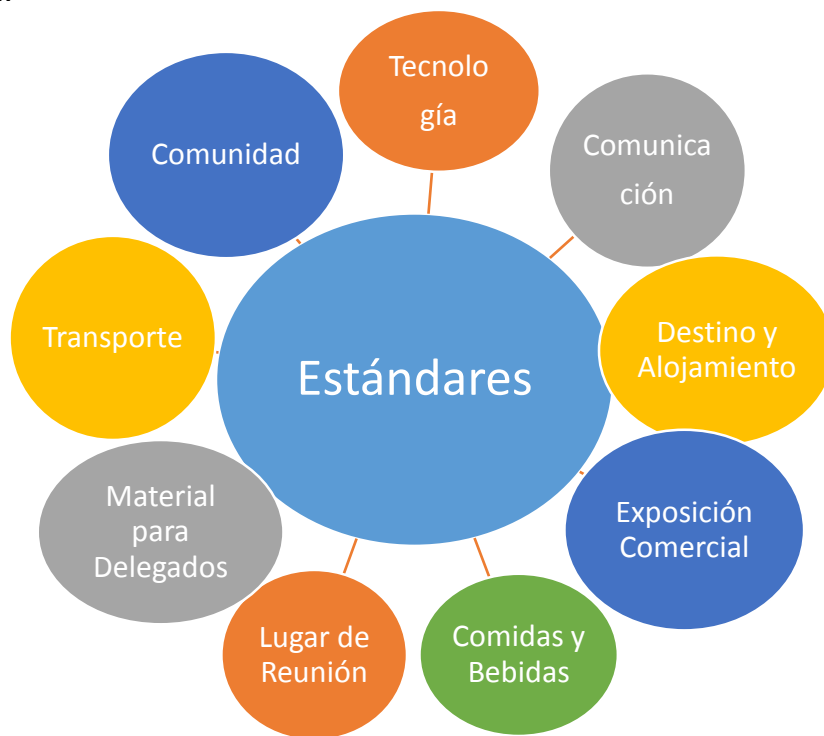 Tecnolo
gía
Comunica
ción
Destino y
Alojamiento
Exposición
Comercial
Comidas y
Bebidas
Lugar de
Reunión
Material
para
Delegados
Transporte
Comunidad
Estándares